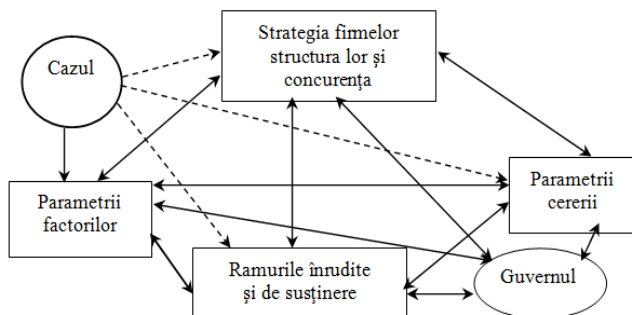 Strategia firmelor
structura lor și
concurența
Cazul
Parametrii
factorilor
Parametrii
cererii
Ramurile înrudite
și de susținere
Guvernul